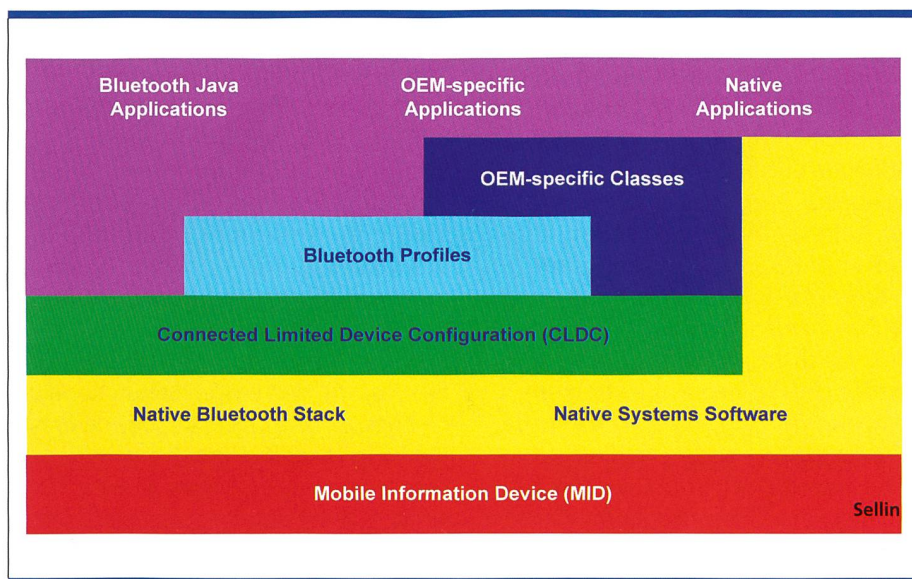 Bluetooth Java
Applications
OEM-specific
Applications
Native
Applications
OEM-specific Classes
Bluetooth Profiles
Connected Limited Device Configuration (CLDC)
Native Bluetooth Stack
Native Systems Software
Mobile Information Device (MID)
Sellin